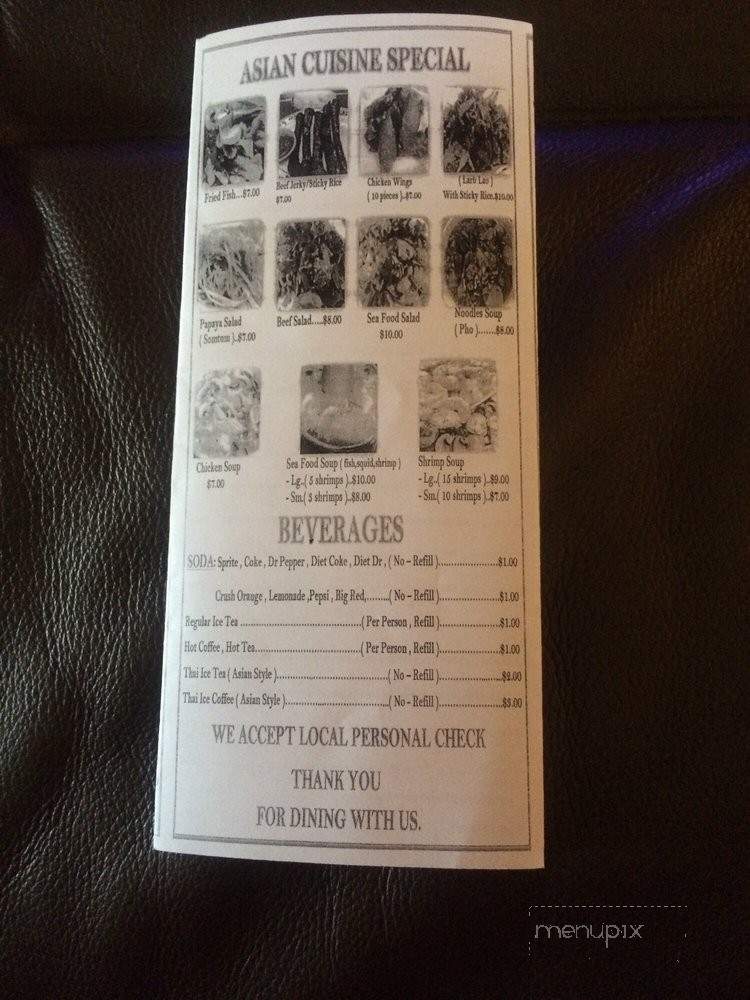 ASIAN CUISINE SPECIAL
Fried Fish...$7.00
Beef Jerky/Sticky Rice
$7.00
Chicken Wings
( 10 pieces )..$7.00
( Larb Lao )
With Sticky Rice.$10.00
Papaya Salad
( Somtom )..$7.00
Beef Salad.....$8.00
Sea Food Salad
$10.00
Noodles Soup
( Pho ).......$8.00
Chicken Soup
$7.00
Sea Food Soup ( fish,squid,shrimp )
- Lg..( 5 shrimps )..$10.00
- Sm.( 3 shrimps )..$8.00
Shrimp Soup
- Lg..( 15 shrimps )..$9.00
- Sm.( 10 shrimps )..$7.00
BEVERAGES
SODA: Sprite , Coke , Dr Pepper , Diet Coke , Diet Dr , ( No – Refill ).......................$1.00
Crush Orange , Lemonade ,Pepsi , Big Red,.......( No – Refill ).......................$1.00
Regular Ice Tea .....................................( Per Person , Refill ).......................$1.00
Hot Coffee , Hot Tea................................( Per Person , Refill ).......................$1.00
Thai Ice Tea ( Asian Style )..................................( No – Refill ).......................$2.00
Thai Ice Coffee ( Asian Style )...............................( No – Refill ).......................$3.00
WE ACCEPT LOCAL PERSONAL CHECK
THANK YOU
FOR DINING WITH US.
menupix